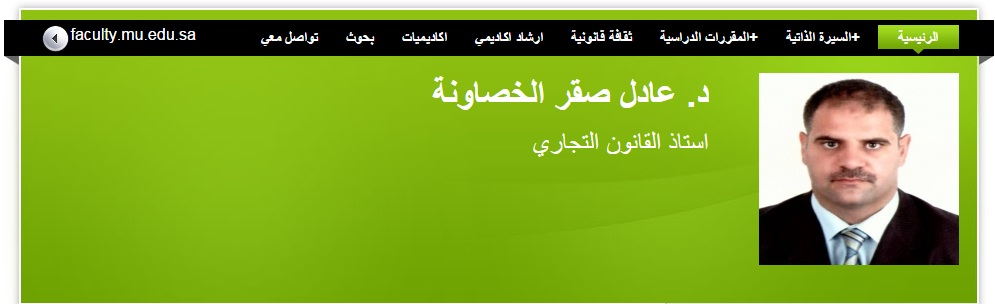 الرئيسية +السيرة الذاتية +المقررات الدراسية ثقافة قانونية ارشاد اكاديمي اكاديميات بحوث تواصل معي faculty.mu.edu.sa
د. عادل صقر الخصاونة
استاذ القانون التجاري